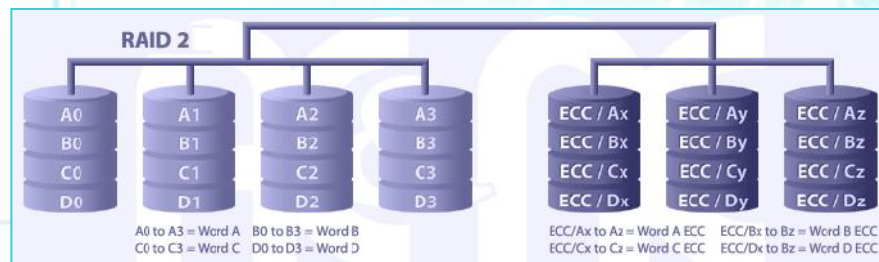 RAID 2
A0 A1 A2 A3 ECC / Ax ECC / Ay ECC / Az
B0 B1 B2 B3 ECC / Bx ECC / By ECC / Bz
C0 C1 C2 C3 ECC / Cx ECC / Cy ECC / Cz
D0 D1 D2 D3 ECC / Dx ECC / Dy ECC / Dz
A0 to A3 = Word A B0 to B3 = Word B ECC/Ax to Az = Word A ECC ECC/Bx to Bz = Word B ECC
C0 to C3 = Word C D0 to D3 = Word D ECC/Cx to Cz = Word C ECC ECC/Dx to Bz = Word D ECC